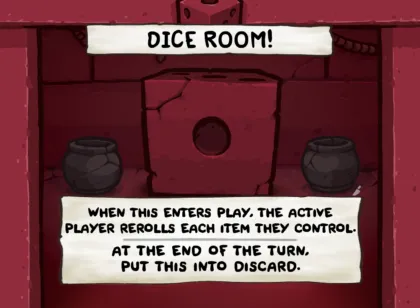 DICE ROOM!
WHEN THIS ENTERS PLAY, THE ACTIVE
PLAYER REROLLS EACH ITEM THEY CONTROL.
AT THE END OF THE TURN,
PUT THIS INTO DISCARD.